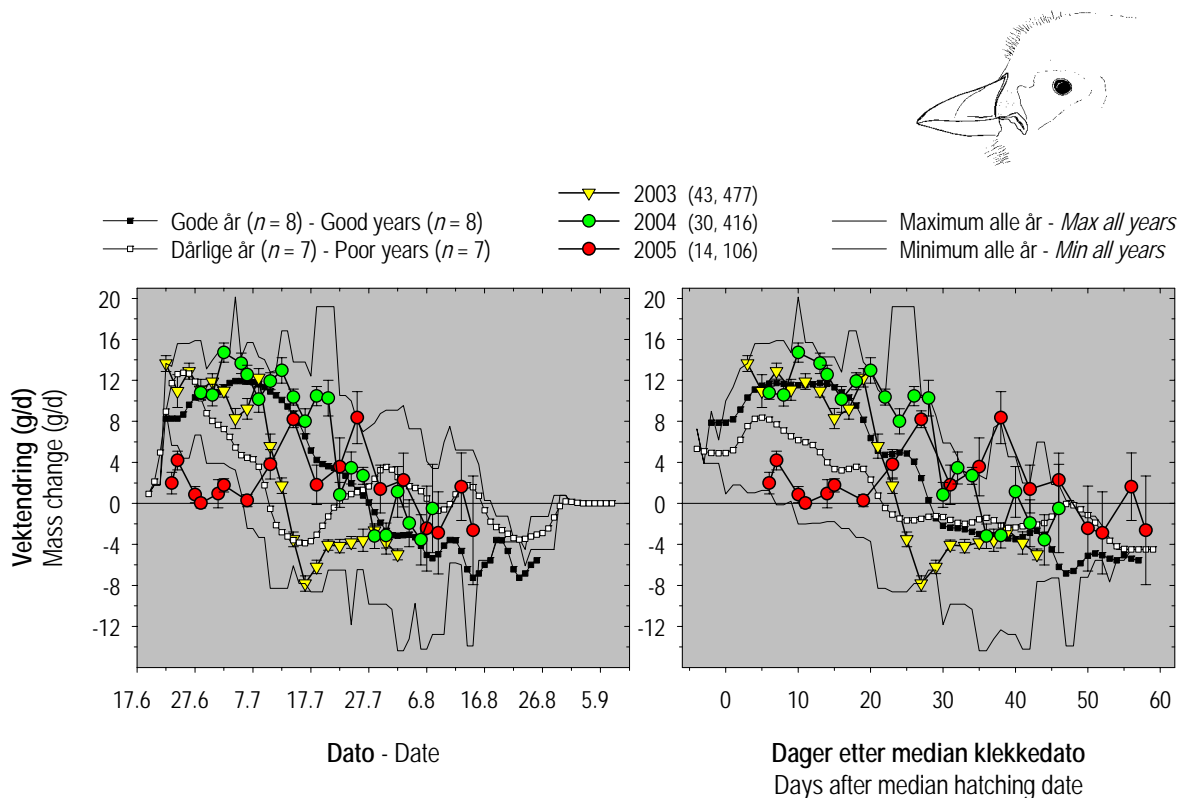 Gode år (n = 8) - Good years (n = 8)
Dårlige år (n = 7) - Poor years (n = 7)
2003 (43, 477)
2004 (30, 416)
2005 (14, 106)
Maximum alle år - Max all years
Minimum alle år - Min all years
Vektendring (g/d)
Mass change (g/d)
20
16
12
8
4
0
-4
-8
-12
17.6 27.6 7.7 17.7 27.7 6.8 16.8 26.8 5.9
Dato - Date
20
16
12
8
4
0
-4
-8
-12
0 10 20 30 40 50 60
Dager etter median klekkedato
Days after median hatching date